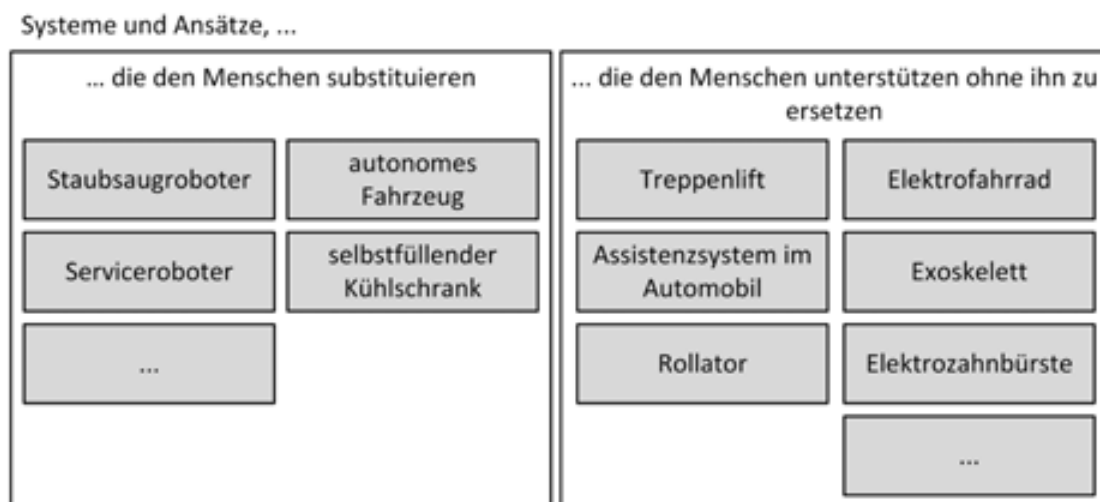 Systeme und Ansätze, ...
... die den Menschen substituieren
Staubsaugroboter
autonomes
Fahrzeug
Serviceroboter
selbstfüllender
Kühlschrank
...
... die den Menschen unterstützen ohne ihn zu
ersetzen
Treppenlift
Elektrofahrrad
Assistenzsystem im
Automobil
Exoskelett
Rollator
Elektrozahnbürste
...